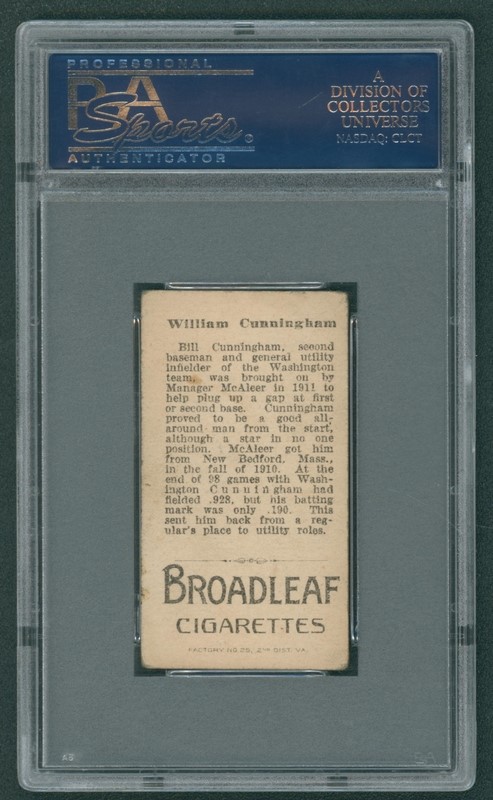 PROFESSIONAL
PSA
Sports
AUTHENTICATOR
A
DIVISION OF
COLLECTORS
UNIVERSE
NASDAQ: CLCT
William Cunningham
Bill Cunningham, second
baseman and general utility
infielder of the Washington
team, was brought on by
Manager McAleer in 1911 to
help plug up a gap at first
or second base. Cunningham
proved to be a good all-
around man from the start,
although a star in no one
position. McAleer got him
from New Bedford, Mass.,
in the fall of 1910. At the
end of 98 games with Wash-
ington Cunningham had
fielded .928, but his batting
mark was only .190. This
sent him back from a reg-
ular's place to utility roles.
BROADLEAF
CIGARETTES
FACTORY NO 25, 2ND DIST. VA.